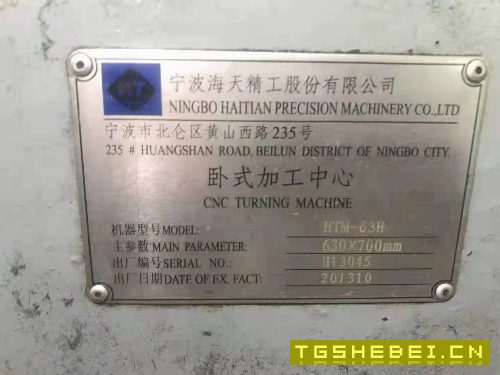 HT
宁波海天精工股份有限公司
NINGBO HAITIAN PRECISION MACHINERY CO.,LTD
宁波市北仑区黄山西路235号
235 # HUANGSHAN ROAD, BEILUN DISTRICT OF NINGBO CITY.
卧式加工中心
CNC TURNING MACHINE
机器型号MODEL: HTM-63H
主参数MAIN PARAMETER: 630×700mm
出厂编号SERIAL NO.: H13045
出厂日期DATE OF EX. FACT: 201310
TGSHEBEI.CN